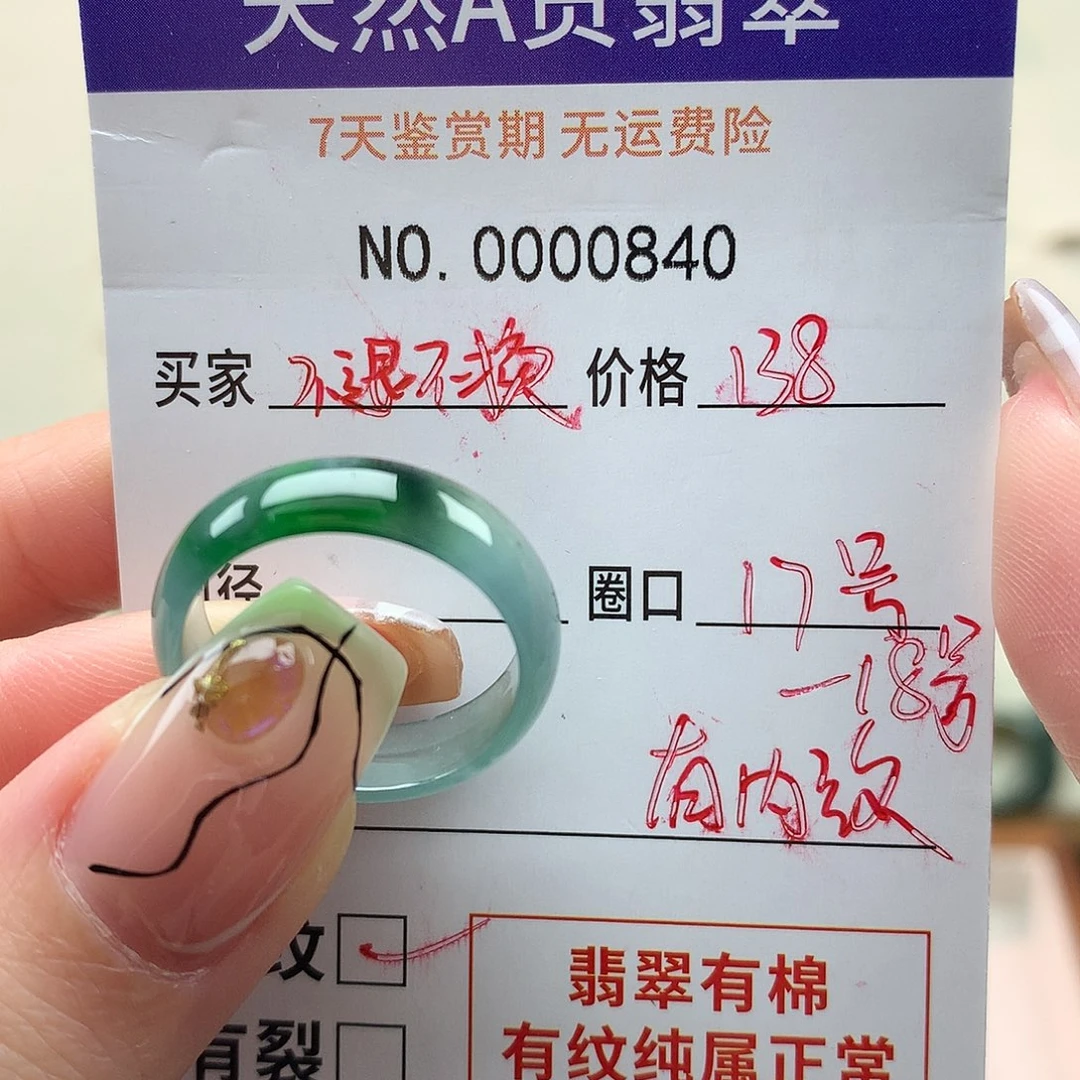 天然A货翡翠
7天鉴赏期 无运费险
NO. 0000840
买家 不退不换 价格 138
径 圈口 17号
-18号
有内纹
纹
翡翠有棉
有裂
有纹纯属正常